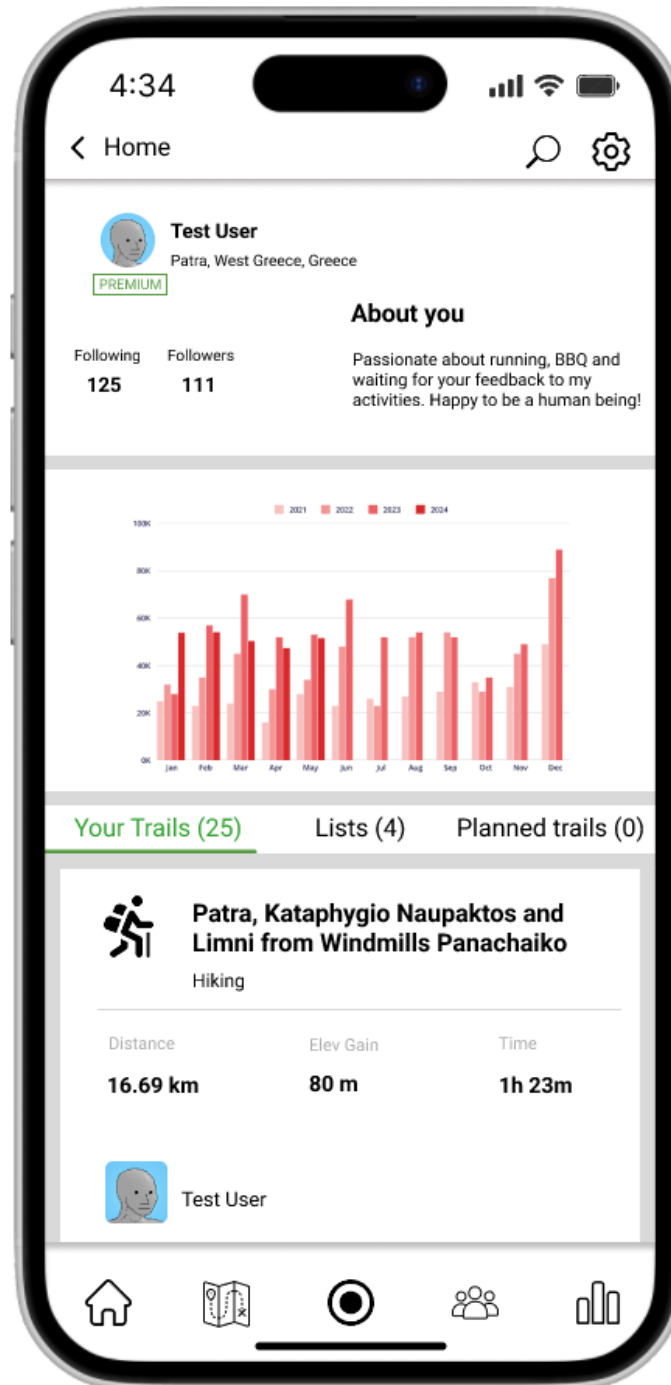 4:34
Home
Test User
Patra, West Greece, Greece
PREMIUM
About you
Following Followers
125 111
Passionate about running, BBQ and
waiting for your feedback to my
activities. Happy to be a human being!
2021 2022 2023 2024
100K
80K
60K
40K
20K
0K
Jan Feb Mar Apr May Jun Jul Aug Sep Oct Nov Dec
Your Trails (25) Lists (4) Planned trails (0)
Patra, Kataphygio Naupaktos and
Limni from Windmills Panachaiko
Hiking
Distance Elev Gain Time
16.69 km 80 m 1h 23m
Test User